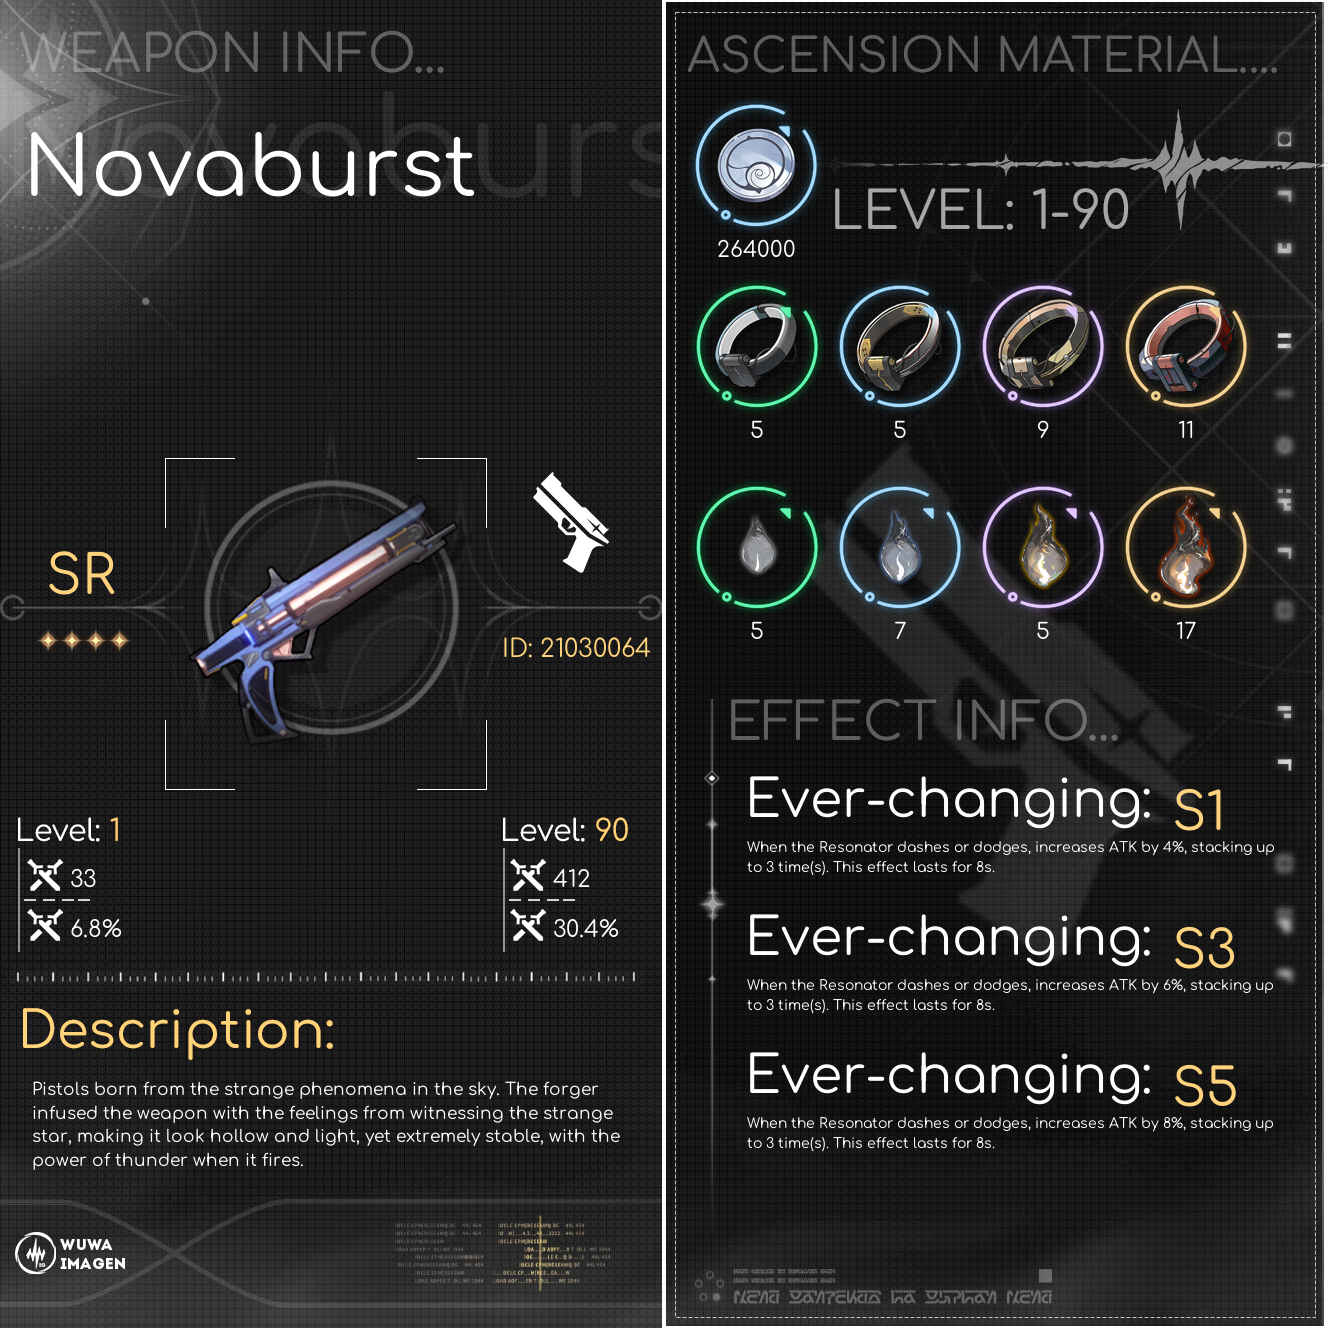 WEAPON INFO...
Novaburst
SR
ID: 21030064
Level: 1
33
6.8%
Level: 90
412
30.4%
Description:
Pistols born from the strange phenomena in the sky. The forger
infused the weapon with the feelings from witnessing the strange
star, making it look hollow and light, yet extremely stable, with the
power of thunder when it fires.
WUWA
IMAGEN
ASCENSION MATERIAL....
LEVEL: 1-90
264000
5
5
9
11
5
7
5
17
EFFECT INFO...
Ever-changing: S1
When the Resonator dashes or dodges, increases ATK by 4%, stacking up
to 3 time(s). This effect lasts for 8s.
Ever-changing: S3
When the Resonator dashes or dodges, increases ATK by 6%, stacking up
to 3 time(s). This effect lasts for 8s.
Ever-changing: S5
When the Resonator dashes or dodges, increases ATK by 8%, stacking up
to 3 time(s). This effect lasts for 8s.